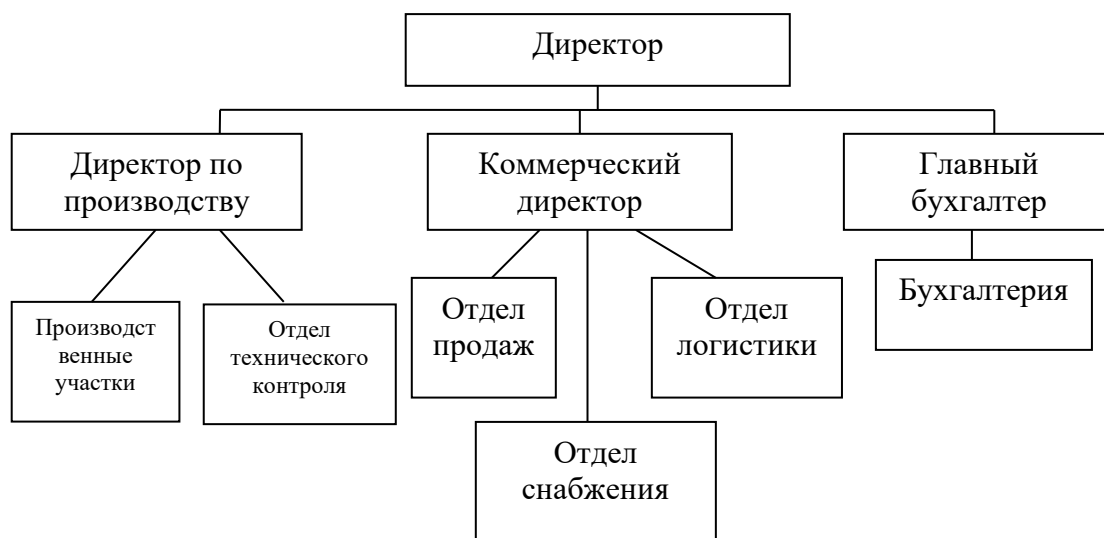 Директор
Директор по
производству
Коммерческий
директор
Главный
бухгалтер
Производст
венные
участки
Отдел
технического
контроля
Отдел
продаж
Отдел
логистики
Бухгалтерия
Отдел
снабжения